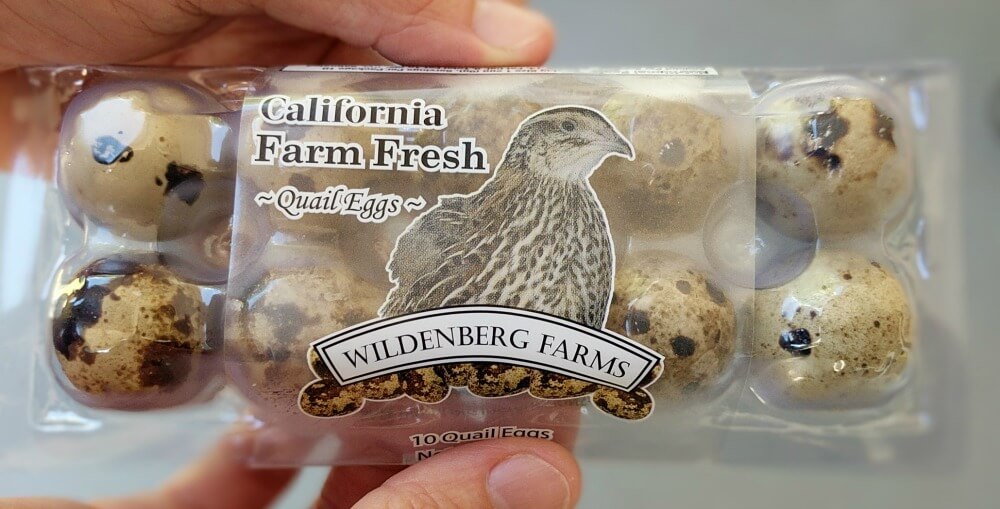 California
Farm Fresh
~Quail Eggs~
WILDENBERG FARMS
10 Quail Eggs